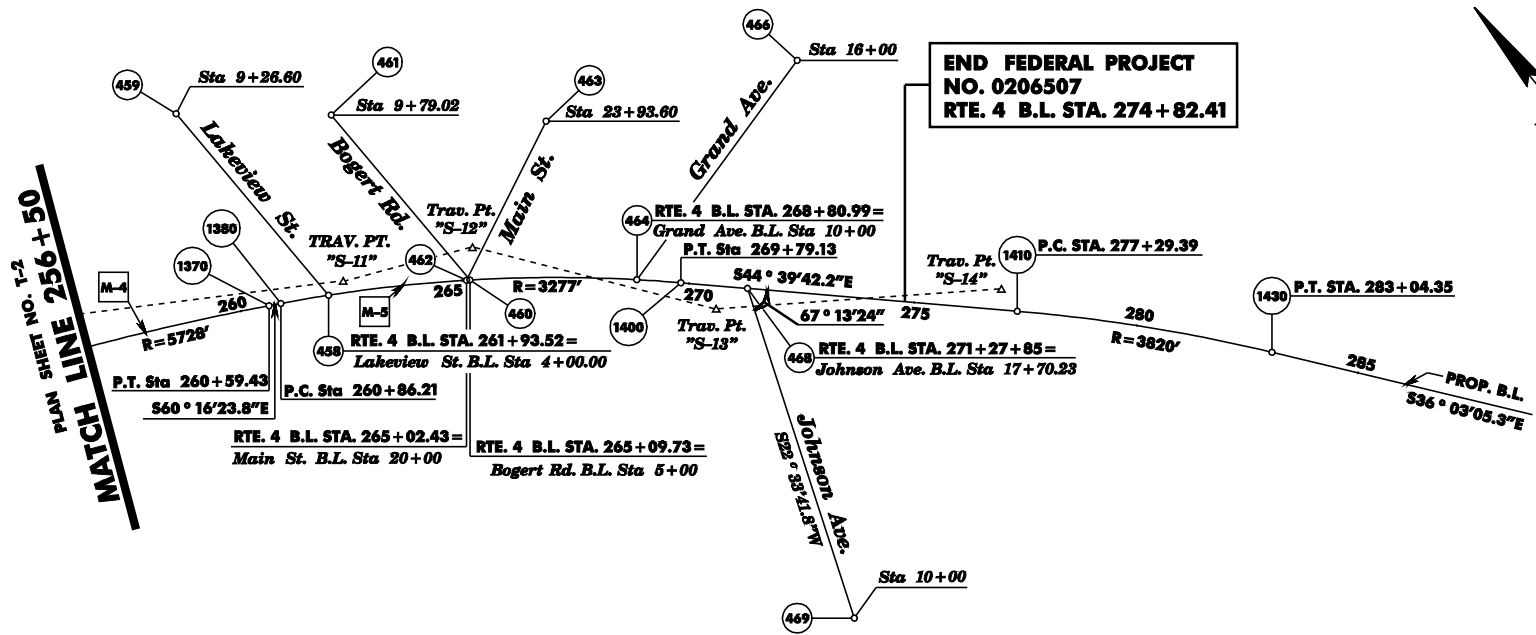 466
Sta 16+00
461
459
Sta 9+26.60
463
Sta 9+79.02
Sta 23+93.60
END FEDERAL PROJECT
NO. 0206507
RTE. 4 B.L. STA. 274+82.41
Grand Ave.
Lakeview St.
Bogert Rd.
Main St.
PLAN SHEET NO. T-2
MATCH LINE 256+50
1380
1370
M-4
TRAV. PT.
"S-11"
Trav. Pt.
"S-12"
462
464
RTE. 4 B.L. STA. 268+80.99=
Grand Ave. B.L. Sta 10+00
P.T. Sta 269+79.13
S44° 39'42.2"E
Trav. Pt.
"S-14"
1410
P.C. STA. 277+29.39
1430
P.T. STA. 283+04.35
260
R=5728'
M-5
265
R=3277'
460
270
1400
Trav. Pt.
"S-13"
67° 13'24"
275
280
R=3820'
285
PROP. B.L.
S36° 03'05.3"E
458
RTE. 4 B.L. STA. 261+93.52=
Lakeview St. B.L. Sta 4+00.00
468
RTE. 4 B.L. STA. 271+27+85=
Johnson Ave. B.L. Sta 17+70.23
P.T. Sta 260+59.43
P.C. Sta 260+86.21
S60° 16'23.8"E
RTE. 4 B.L. STA. 265+02.43=
Main St. B.L. Sta 20+00
RTE. 4 B.L. STA. 265+09.73=
Bogert Rd. B.L. Sta 5+00
Johnson Ave.
S22° 33'41.8"W
Sta 10+00
469